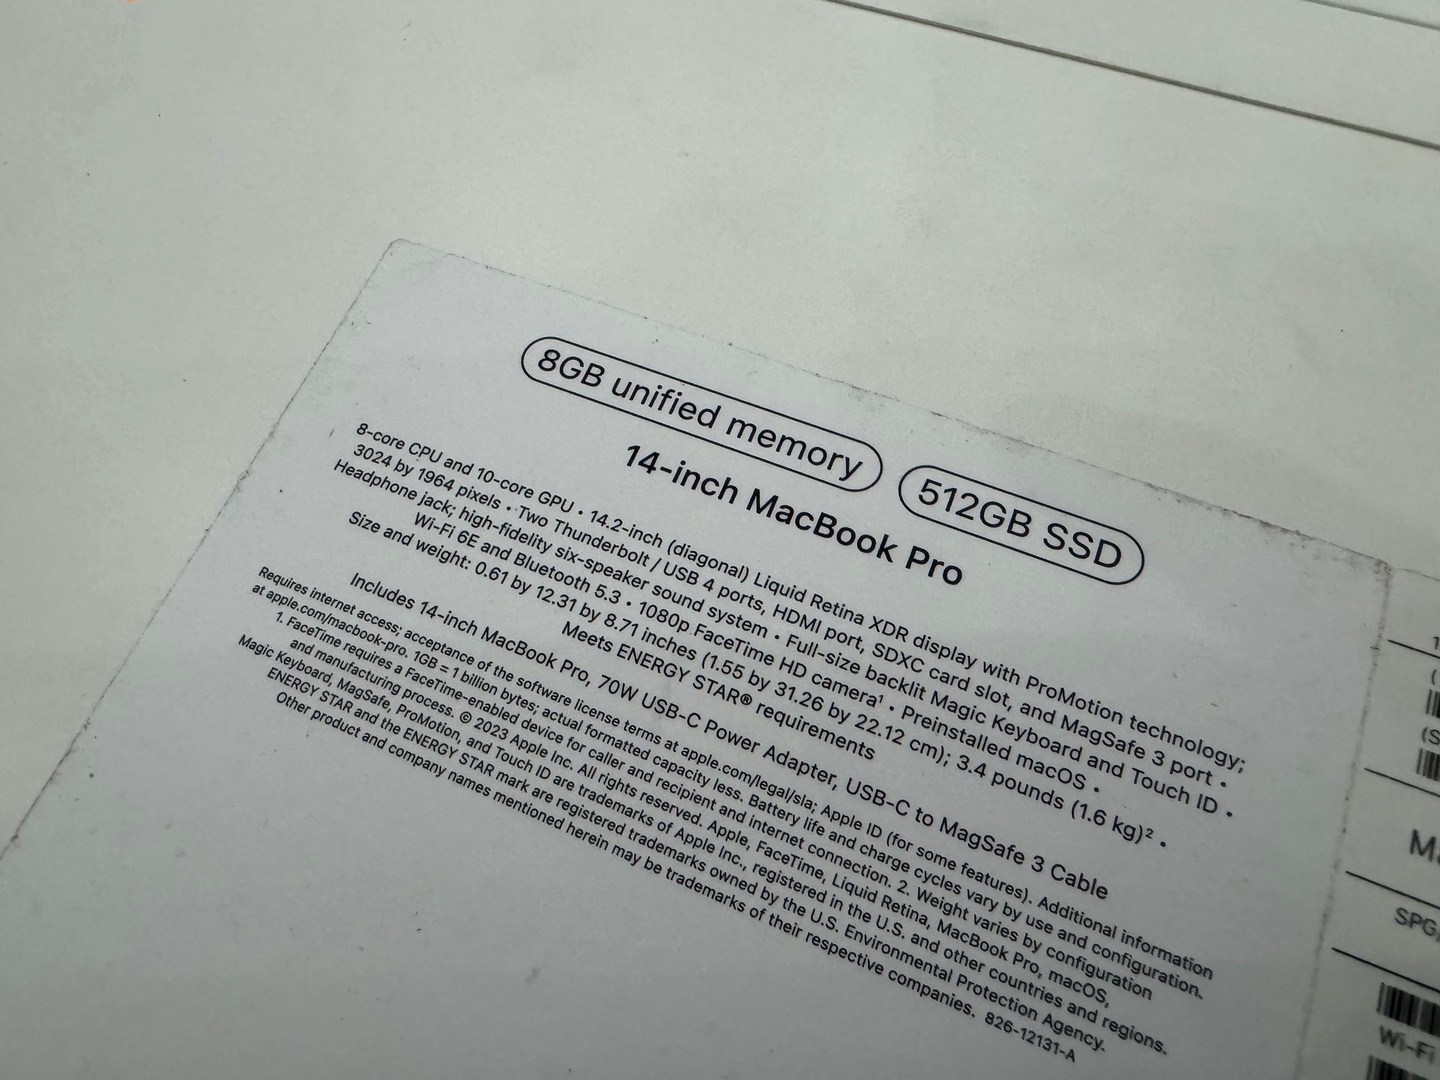 8GB unified memory
512GB SSD
14-inch MacBook Pro
8-core CPU and 10-core GPU • 14.2-inch (diagonal) Liquid Retina XDR display with ProMotion technology;
3024 by 1964 pixels • Two Thunderbolt / USB 4 ports, HDMI port, SDXC card slot, and MagSafe 3 port •
Headphone jack; high-fidelity six-speaker sound system • Full-size backlit Magic Keyboard and Touch ID •
Wi-Fi 6E and Bluetooth 5.3 • 1080p FaceTime HD camera¹ • Preinstalled macOS •
Size and weight: 0.61 by 12.31 by 8.71 inches (1.55 by 31.26 by 22.12 cm); 3.4 pounds (1.6 kg)² •
Meets ENERGY STAR® requirements
Includes 14-inch MacBook Pro, 70W USB-C Power Adapter, USB-C to MagSafe 3 Cable
Requires internet access; acceptance of the software license terms at apple.com/legal/sla; Apple ID (for some features). Additional information
at apple.com/macbook-pro. 1GB = 1 billion bytes; actual formatted capacity less. Battery life and charge cycles vary by use and configuration.
1. FaceTime requires a FaceTime-enabled device for caller and recipient and internet connection. 2. Weight varies by configuration
and manufacturing process. © 2023 Apple Inc. All rights reserved. Apple, FaceTime, Liquid Retina, MacBook Pro, macOS,
Magic Keyboard, MagSafe, ProMotion, and Touch ID are trademarks of Apple Inc., registered in the U.S. and other countries and regions.
ENERGY STAR and the ENERGY STAR mark are registered trademarks owned by the U.S. Environmental Protection Agency.
Other product and company names mentioned herein may be trademarks of their respective companies. 826-12131-A
Wi-Fi